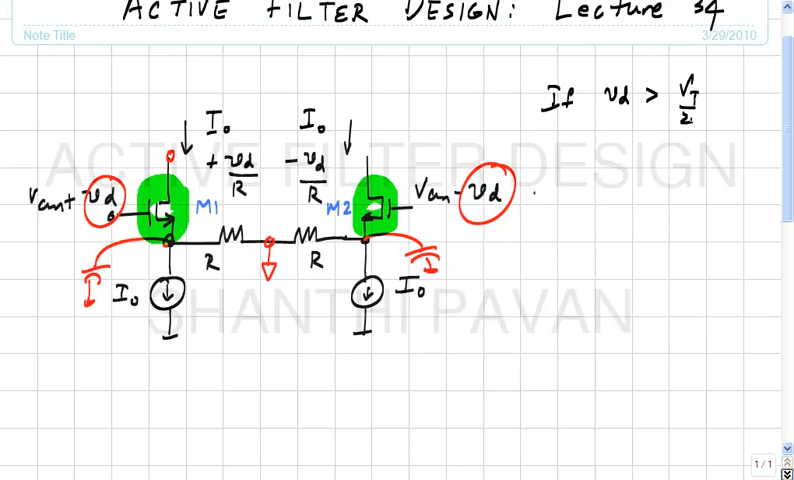 ACTIVE FILTER DESIGN: Lecture 34
Note Title
3/29/2010
If vd > VT/2
I0 + vd/R
I0 - vd/R
ACTIVE FILTER DESIGN
Vcm + vd
M1
M2
Vcm - vd
R
R
I0
I0
SHANTHI PAVAN
1/1